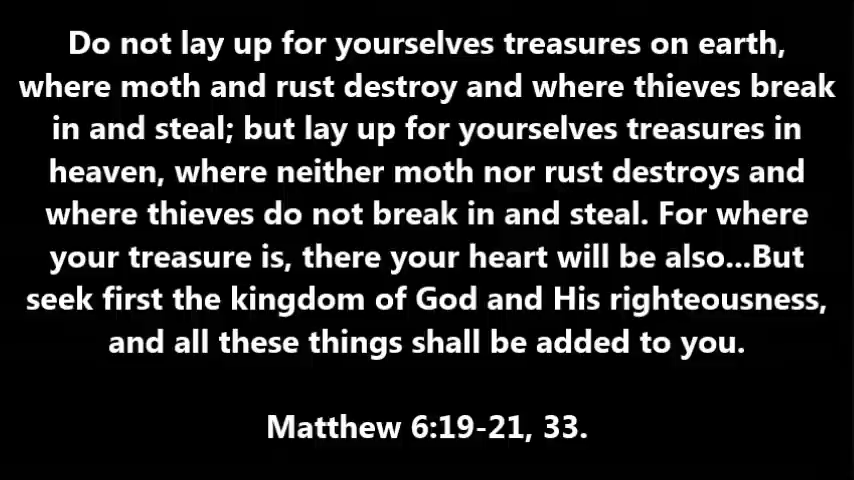 Do not lay up for yourselves treasures on earth,
where moth and rust destroy and where thieves break
in and steal; but lay up for yourselves treasures in
heaven, where neither moth nor rust destroys and
where thieves do not break in and steal. For where
your treasure is, there your heart will be also...But
seek first the kingdom of God and His righteousness,
and all these things shall be added to you.
Matthew 6:19-21, 33.